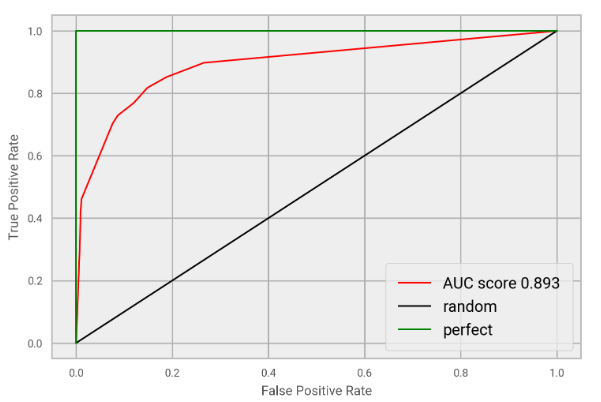 1.0
0.8
0.6
0.4
0.2
0.0
True Positive Rate
0.0 0.2 0.4 0.6 0.8 1.0
False Positive Rate
AUC score 0.893
random
perfect